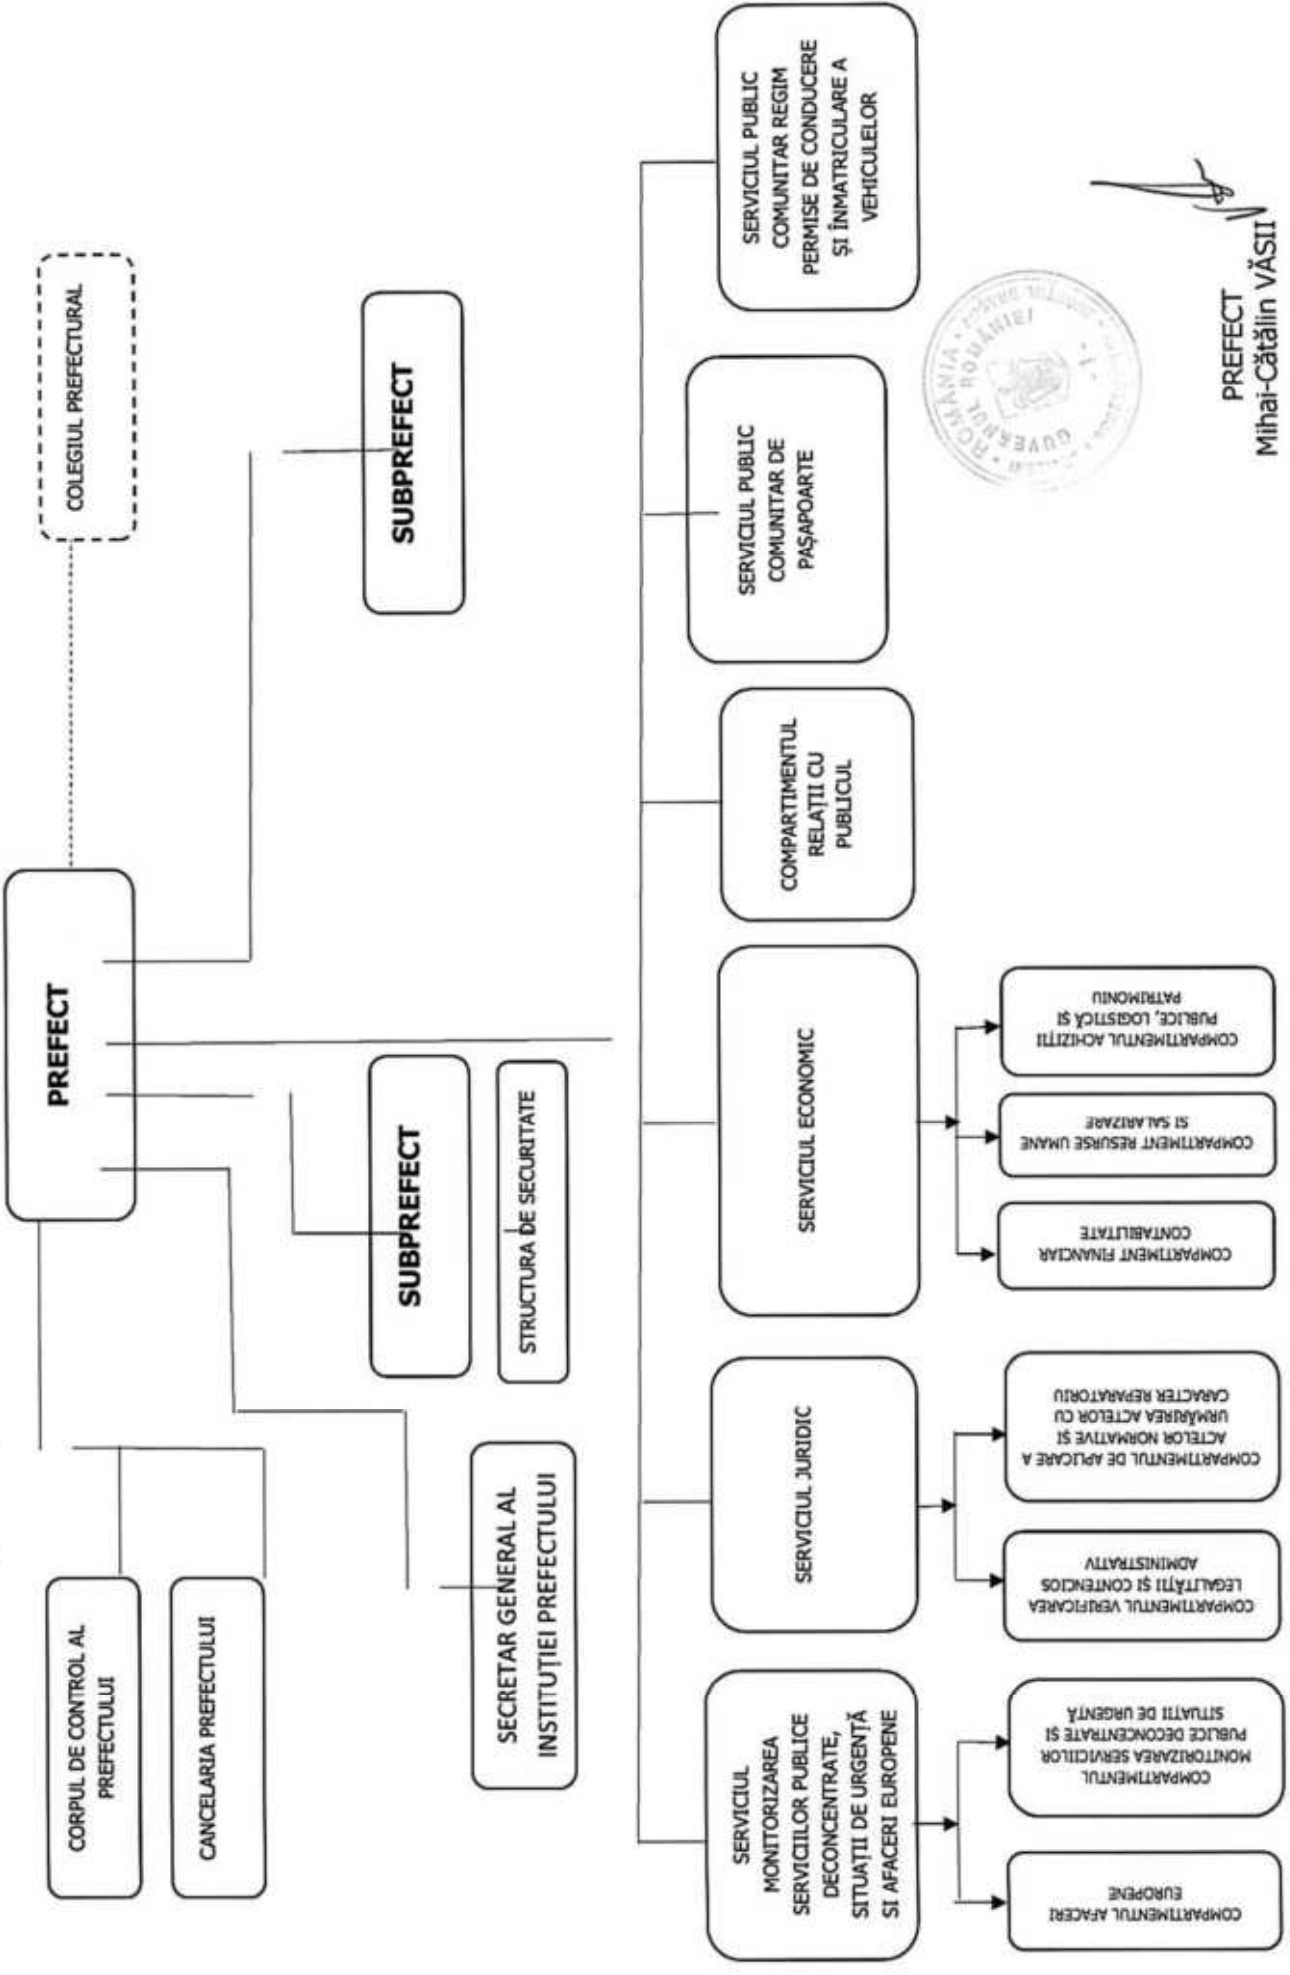 PREFECT
COLEGIUL PREFECTURAL
CORPUL DE CONTROL AL
PREFECTULUI
CANCELARIA PREFECTULUI
SUBPREFECT
SUBPREFECT
STRUCTURA DE SECURITATE
SECRETAR GENERAL AL
INSTITUȚIEI PREFECTULUI
SERVICIUL
MONITORIZAREA
SERVICIILOR PUBLICE
DECONCENTRATE,
SITUAȚII DE URGENȚĂ
SI AFACERI EUROPENE
SERVICIUL JURIDIC
SERVICIUL ECONOMIC
COMPARTIMENTUL
RELAȚII CU
PUBLICUL
SERVICIUL PUBLIC
COMUNITAR DE
PAȘAPOARTE
SERVICIUL PUBLIC
COMUNITAR REGIM
PERMISE DE CONDUCERE
ȘI ÎNMATRICULARE A
VEHICULELOR
COMPARTIMENTUL AFACERI
EUROPENE
COMPARTIMENTUL
MONITORIZAREA SERVICIILOR
PUBLICE DECONCENTRATE ȘI
SITUAȚII DE URGENȚĂ
COMPARTIMENTUL VERIFICAREA
LEGALITĂȚII ȘI CONTENCIOS
ADMINISTRATIV
COMPARTIMENTUL DE APLICARE A
ACTELOR NORMATIVE ȘI
URMĂRIREA ACTELOR CU
CARACTER REPARATORIU
COMPARTIMENT FINANCIAR
CONTABILITATE
COMPARTIMENT RESURSE UMANE
SI SALARIZARE
COMPARTIMENTUL ACHIZIȚII
PUBLICE, LOGISTICĂ ȘI
PATRIMONIU
ROMÂNIA
GUVERNUL ROMÂNIEI
PREFECT
Mihai-Cătălin VĂSII